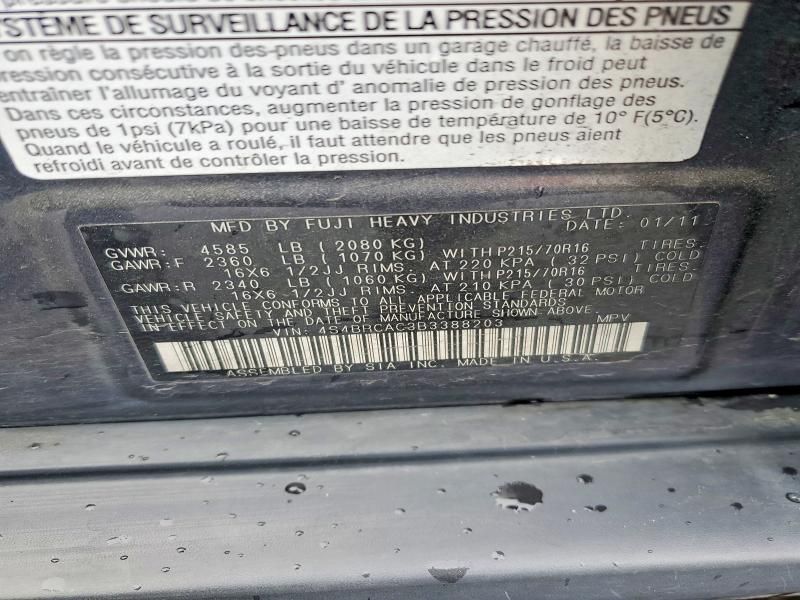 SYSTÈME DE SURVEILLANCE DE LA PRESSION DES PNEUS
on règle la pression des-pneus dans un garage chauffé, la baisse de
pression consécutive à la sortie du véhicule dans le froid peut
entraîner l'allumage du voyant d' anomalie de pression des pneus.
Dans ces circonstances, augmenter la pression de gonflage des
pneus de 1psi (7kPa) pour une baisse de température de 10° F(5°C).
Quand le véhicule a roulé, il faut attendre que les pneus aient
refroidi avant de contrôler la pression.
MFD BY FUJI HEAVY INDUSTRIES LTD.
DATE: 01/11
GVWR: 4585 LB (2080 KG)
GAWR:F 2360 LB (1070 KG) WITH P215/70R16 TIRES.
16X6 1/2JJ RIMS. AT 220 KPA (32 PSI) COLD
GAWR:R 2340 LB (1060 KG) WITH P215/70R16 TIRES.
16X6 1/2JJ RIMS. AT 210 KPA (30 PSI) COLD
THIS VEHICLE CONFORMS TO ALL APPLICABLE FEDERAL MOTOR
VEHICLE SAFETY AND THEFT PREVENTION STANDARDS
IN EFFECT ON THE DATE OF MANUFACTURE SHOWN ABOVE.
VIN: 4S4BRCAC3B3388203 MPV
ASSEMBLED BY SIA INC. MADE IN U.S.A.